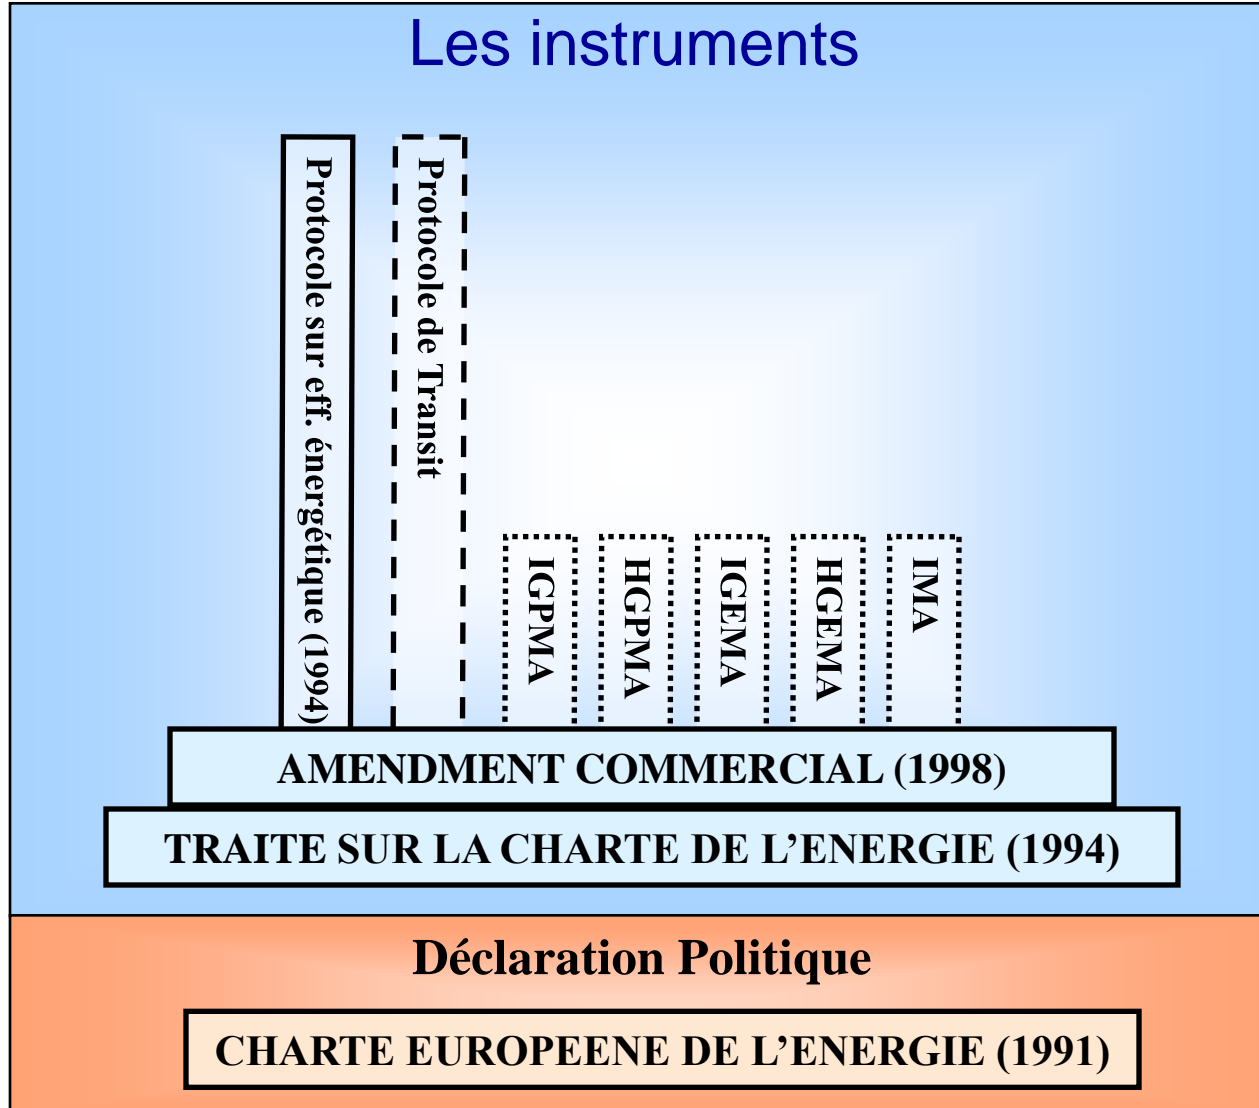 Les instruments
Protocole sur eff. énergétique (1994)
Protocole de Transit
IGPMA
HGPMA
IGEMA
HGEMA
IMA
AMENDMENT COMMERCIAL (1998)
TRAITE SUR LA CHARTE DE L’ENERGIE (1994)
Déclaration Politique
CHARTE EUROPEENE DE L’ENERGIE (1991)